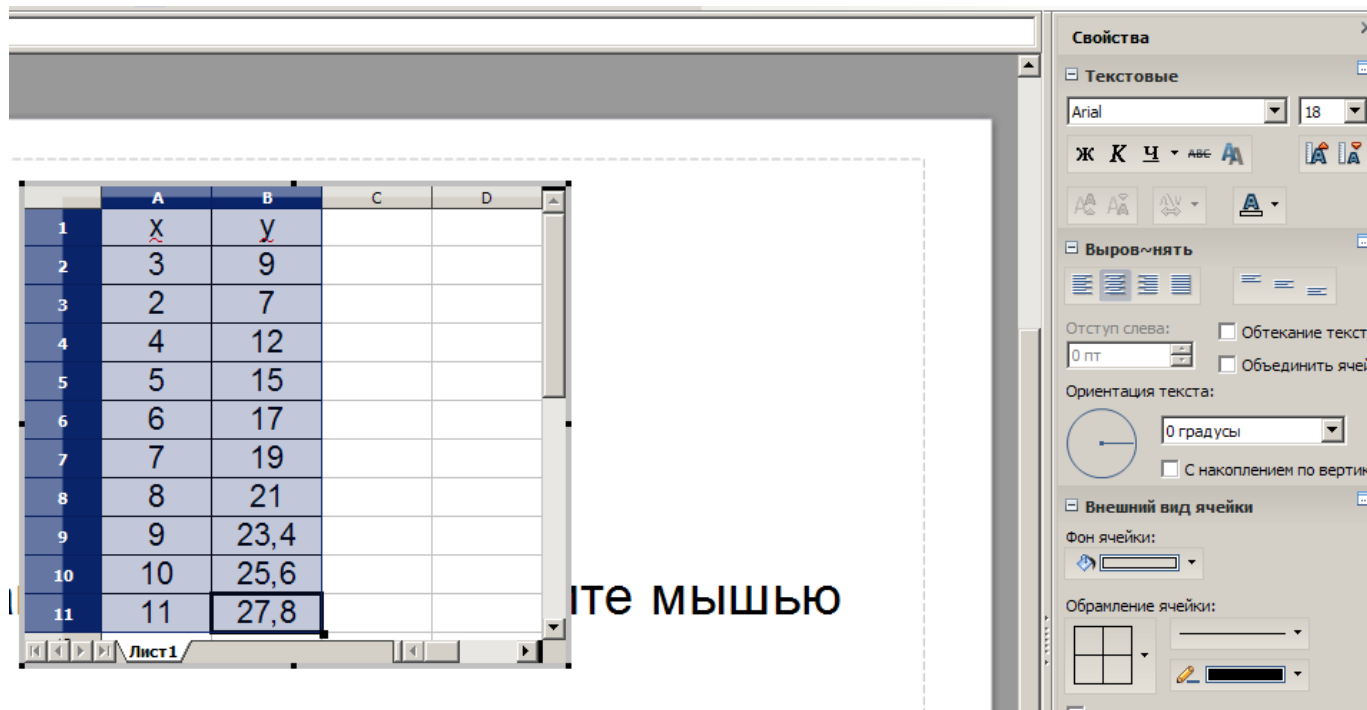 Свойства
Текстовые
Arial 18
Ж К Ч ABC A
Выров~нять
Отступ слева:
Обтекание текст
0 пт
Объединить ячей
Ориентация текста:
0 градусы
С накоплением по вертик
Внешний вид ячейки
Фон ячейки:
Обрамление ячейки:
A B C D
1 x y
2 3 9
3 2 7
4 4 12
5 5 15
6 6 17
7 7 19
8 8 21
9 9 23,4
10 10 25,6
11 11 27,8
Лист1
те мышью